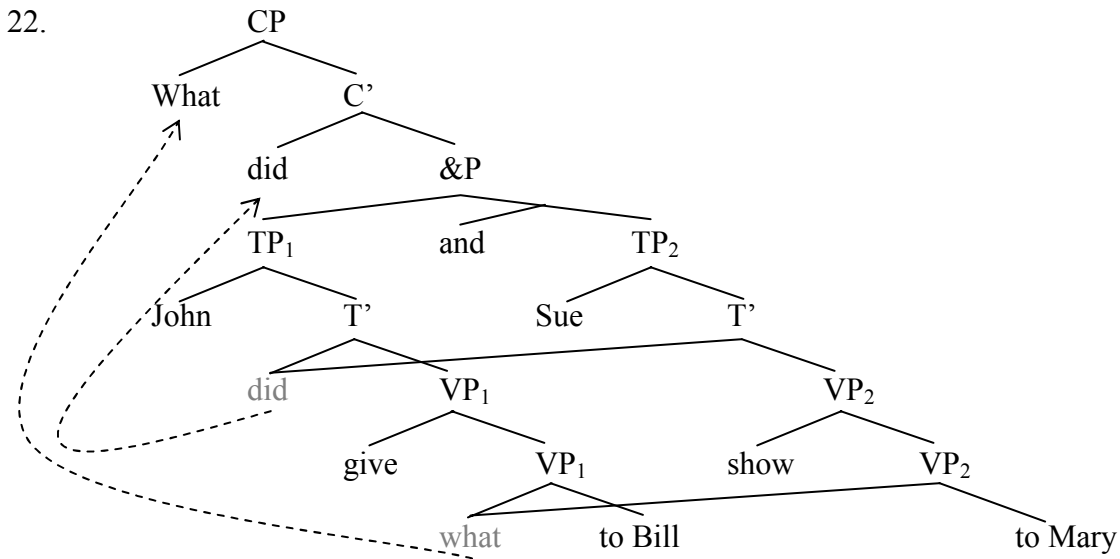 22. CP
What C’
did &P
TP1 and TP2
John T’ Sue T’
did VP1 VP2
give VP1 show VP2
what to Bill to Mary